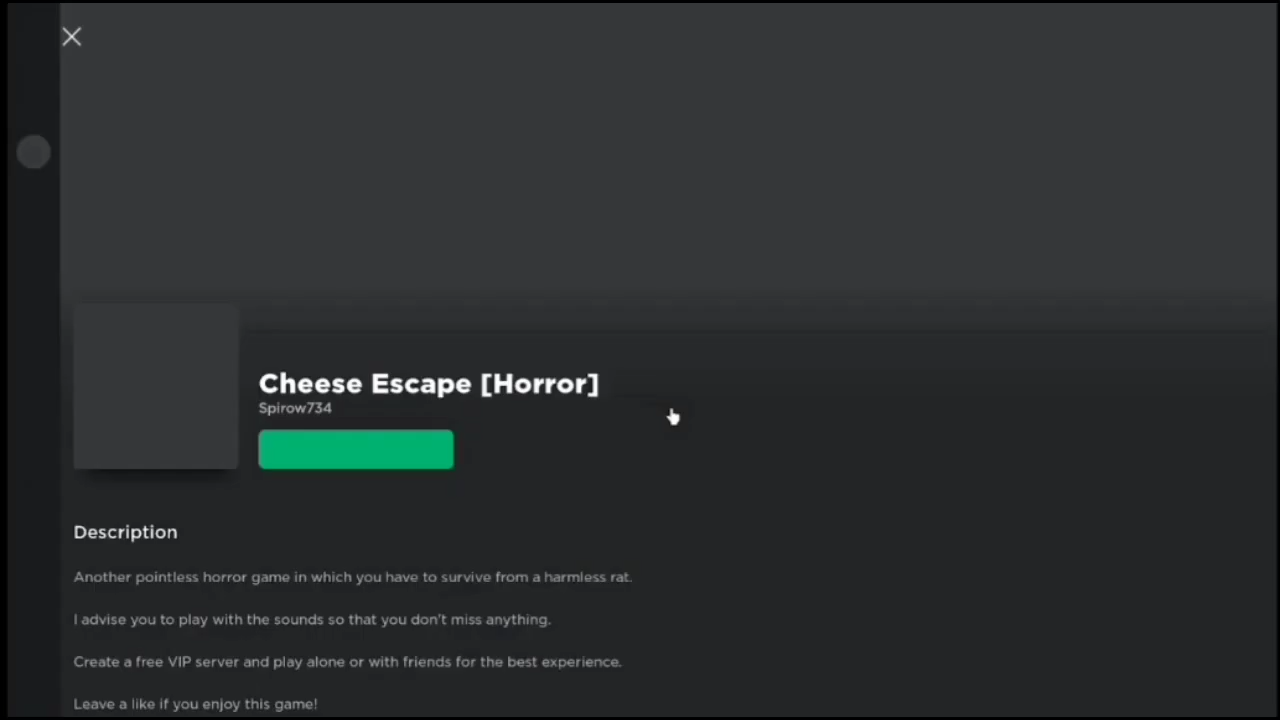 Cheese Escape [Horror]
Spirow734
Description
Another pointless horror game in which you have to survive from a harmless rat.
I advise you to play with the sounds so that you don't miss anything.
Create a free VIP server and play alone or with friends for the best experience.
Leave a like if you enjoy this game!